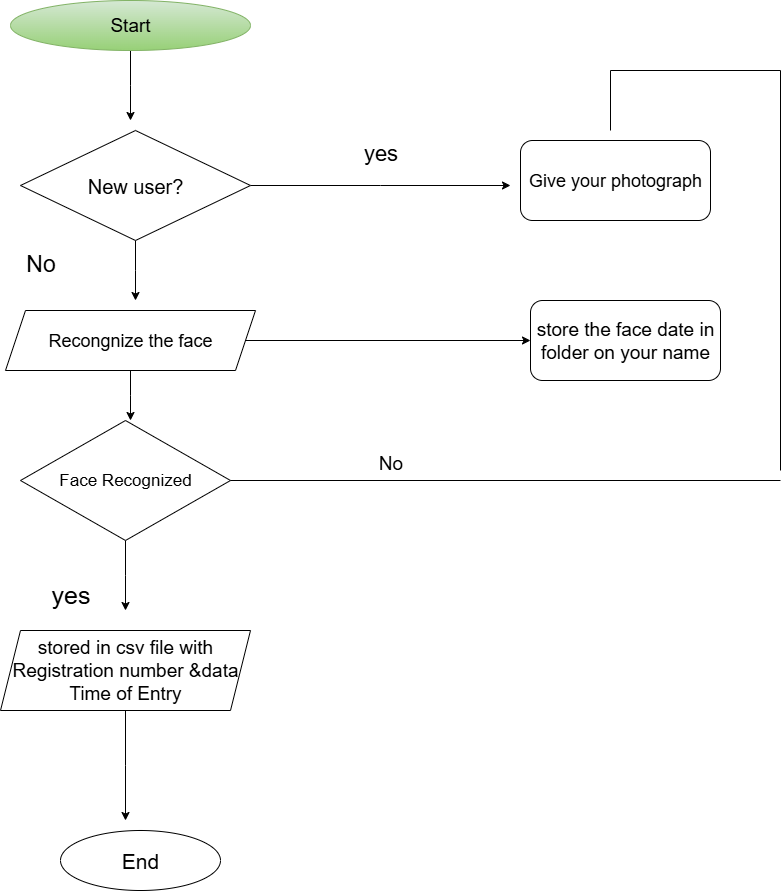 Start
yes
New user?
Give your photograph
No
Recongnize the face
store the face date in
folder on your name
No
Face Recognized
yes
stored in csv file with
Registration number &data
Time of Entry
End